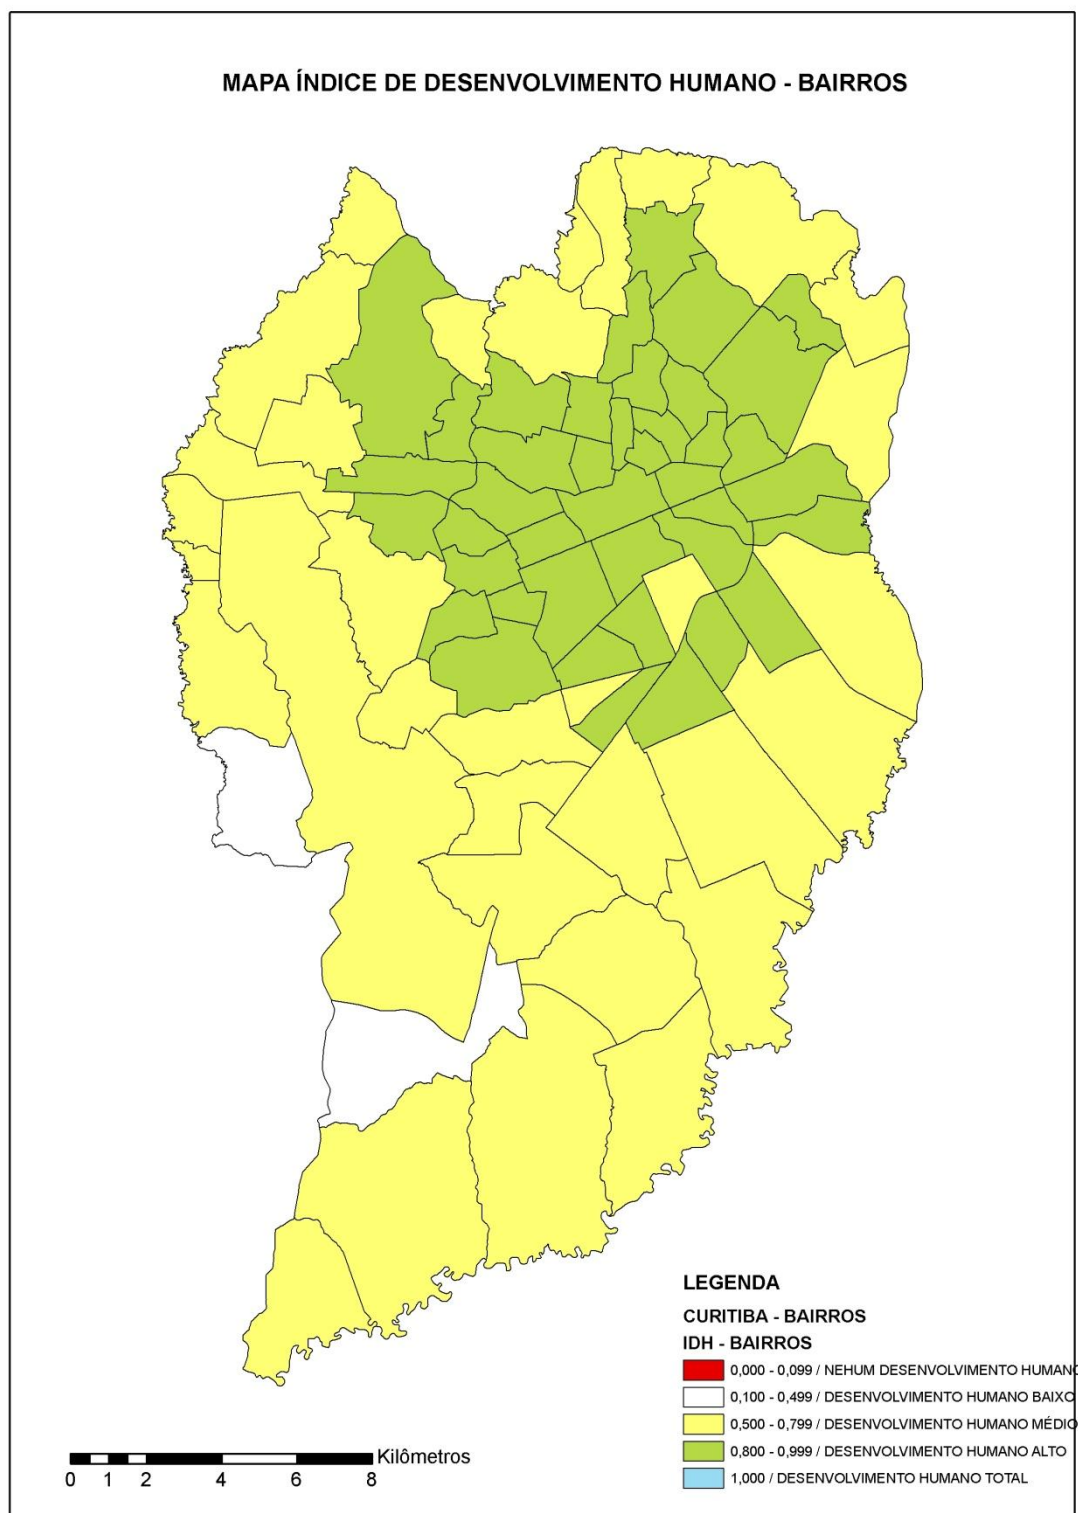 MAPA ÍNDICE DE DESENVOLVIMENTO HUMANO - BAIRROS
LEGENDA
CURITIBA - BAIRROS
IDH - BAIRROS
0,000 - 0,099 / NEHUM DESENVOLVIMENTO HUMANO
0,100 - 0,499 / DESENVOLVIMENTO HUMANO BAIXO
0,500 - 0,799 / DESENVOLVIMENTO HUMANO MÉDIO
0,800 - 0,999 / DESENVOLVIMENTO HUMANO ALTO
1,000 / DESENVOLVIMENTO HUMANO TOTAL
Kilômetros
0 1 2 4 6 8